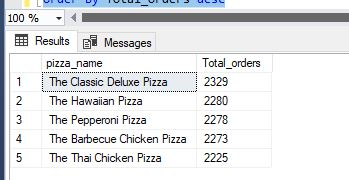 Order By Total_orders desc
100 %
Results Messages
pizza_name Total_orders
1 The Classic Deluxe Pizza 2329
2 The Hawaiian Pizza 2280
3 The Pepperoni Pizza 2278
4 The Barbecue Chicken Pizza 2273
5 The Thai Chicken Pizza 2225